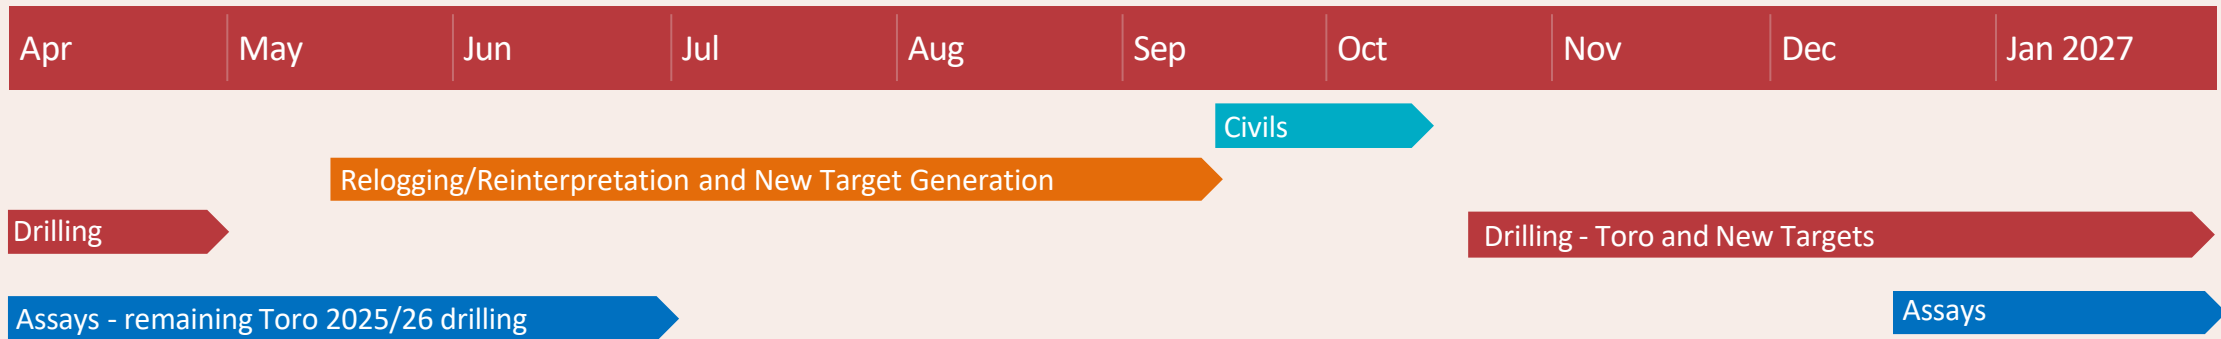 Apr May Jun Jul Aug Sep Oct Nov Dec Jan 2027
Civils
Relogging/Reinterpretation and New Target Generation
Drilling
Drilling - Toro and New Targets
Assays - remaining Toro 2025/26 drilling
Assays